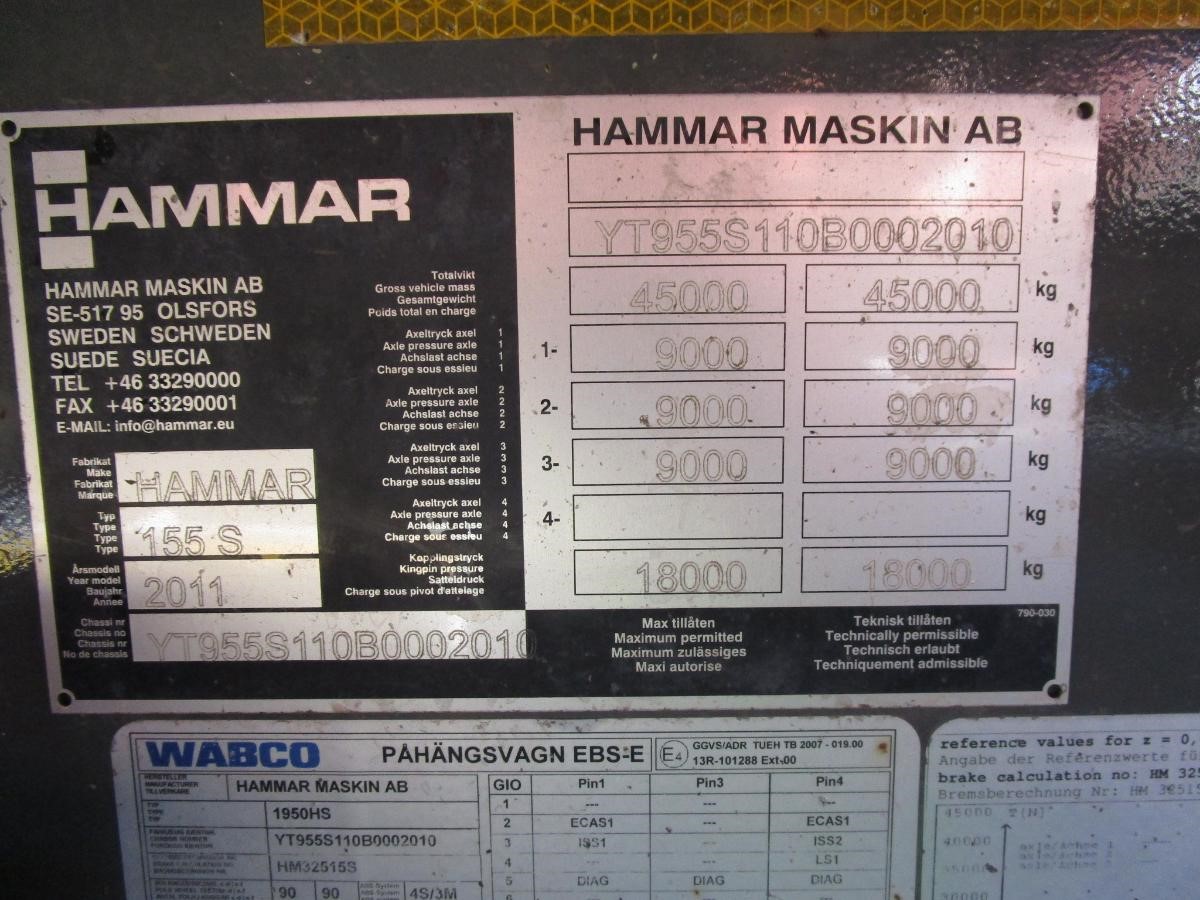 HAMMAR
HAMMAR MASKIN AB
SE-517 95 OLSFORS
SWEDEN SCHWEDEN
SUEDE SUECIA
TEL +46 33290000
FAX +46 33290001
E-MAIL: info@hammar.eu
Fabrikat
Make
Fabrikat
Marque
HAMMAR
Typ
Type
Type
Type
155 S
Årsmodell
Year model
Baujahr
Annee
2011
Chassi nr
Chassis no
Chassis nr
No de chassis
YT955S110B0002010
Totalvikt
Gross vehicle mass
Gesamtgewicht
Poids total en charge
Axeltryck axel 1
Axle pressure axle 1
Achslast achse 1
Charge sous essieu 1
Axeltryck axel 2
Axle pressure axle 2
Achslast achse 2
Charge sous essieu 2
Axeltryck axel 3
Axle pressure axle 3
Achslast achse 3
Charge sous essieu 3
Axeltryck axel 4
Axle pressure axle 4
Achslast achse 4
Charge sous essieu 4
Kopplingstryck
Kingpin pressure
Satteldruck
Charge sous pivot d'attelage
HAMMAR MASKIN AB
YT955S110B0002010
45000 45000 kg
1- 9000 9000 kg
2- 9000 9000 kg
3- 9000 9000 kg
4- kg
18000 18000 kg
Max tillåten
Maximum permitted
Maximum zulässiges
Maxi autorise
Teknisk tillåten
Technically permissible
Technisch erlaubt
Techniquement admissible
790-030
WABCO PÅHÄNGSVAGN EBS-E E4 GGVS/ADR TUEH TB 2007 - 019.00
13R-101288 Ext.00
HERSTELLER
MANUFACTURER
TILLVERKARE
HAMMAR MASKIN AB
TYP
TYPE
TYP
1950HS
YT955S110B0002010
HM32515S
90 90 4S/3M
GIO Pin1 Pin3 Pin4
1 --- --- ---
2 ECAS1 --- ECAS1
3 ISS1 --- ISS2
4 --- --- LS1
5 DIAG DIAG DIAG
reference values for z = 0,
Angabe der Referenzwerte fü
brake calculation no: HM 325
Bremsberechnung Nr: HM 32515
45000 T[N]
40000
axle/Achse 1
axle/Achse 2
axle/Achse 3
35000
30000